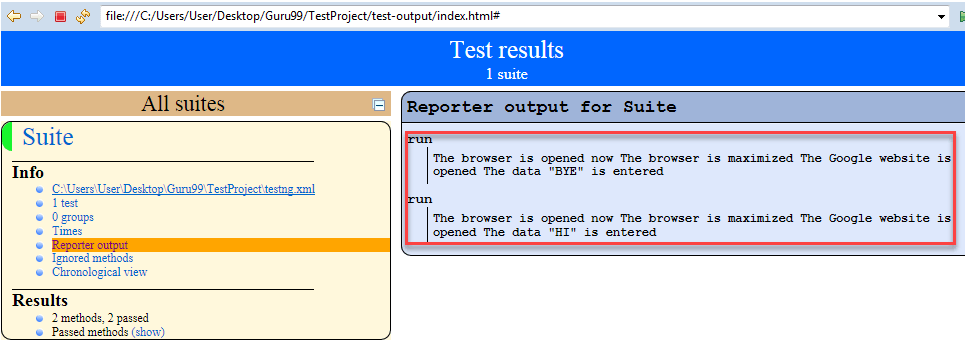 file:///C:/Users/User/Desktop/Guru99/TestProject/test-output/index.html#
Test results
1 suite
All suites
Suite
Info
C:\Users\User\Desktop\Guru99\TestProject\testng.xml
1 test
0 groups
Times
Reporter output
Ignored methods
Chronological view
Results
2 methods, 2 passed
Passed methods (show)
Reporter output for Suite
run
The browser is opened now The browser is maximized The Google website is
opened The data "BYE" is entered
run
The browser is opened now The browser is maximized The Google website is
opened The data "HI" is entered